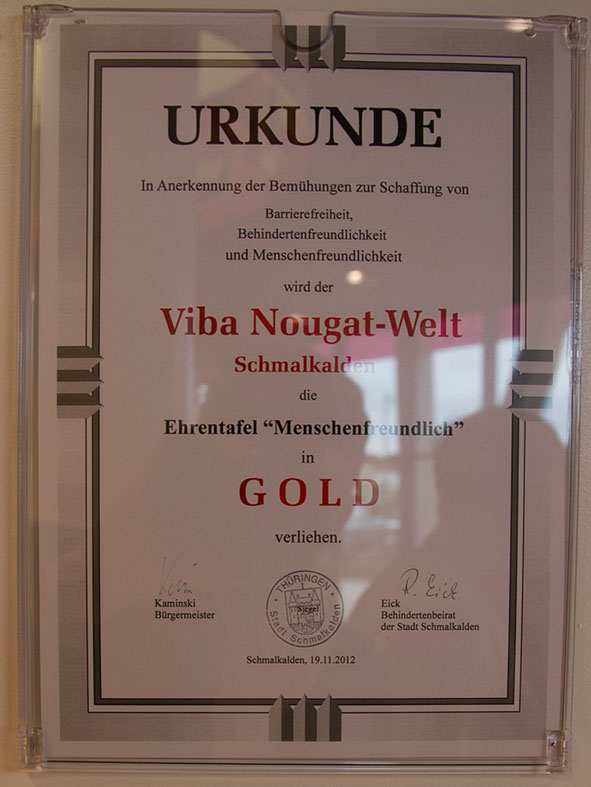 URKUNDE
In Anerkennung der Bemühungen zur Schaffung von
Barrierefreiheit,
Behindertenfreundlichkeit
und Menschenfreundlichkeit
wird der
Viba Nougat-Welt
Schmalkalden
die
Ehrentafel “Menschenfreundlich”
in
GOLD
verliehen.
THÜRINGEN
Siegel
Stadt Schmalkalden
Kaminski
Bürgermeister
R. Eick
Eick
Behindertenbeirat
der Stadt Schmalkalden
Schmalkalden, 19.11.2012